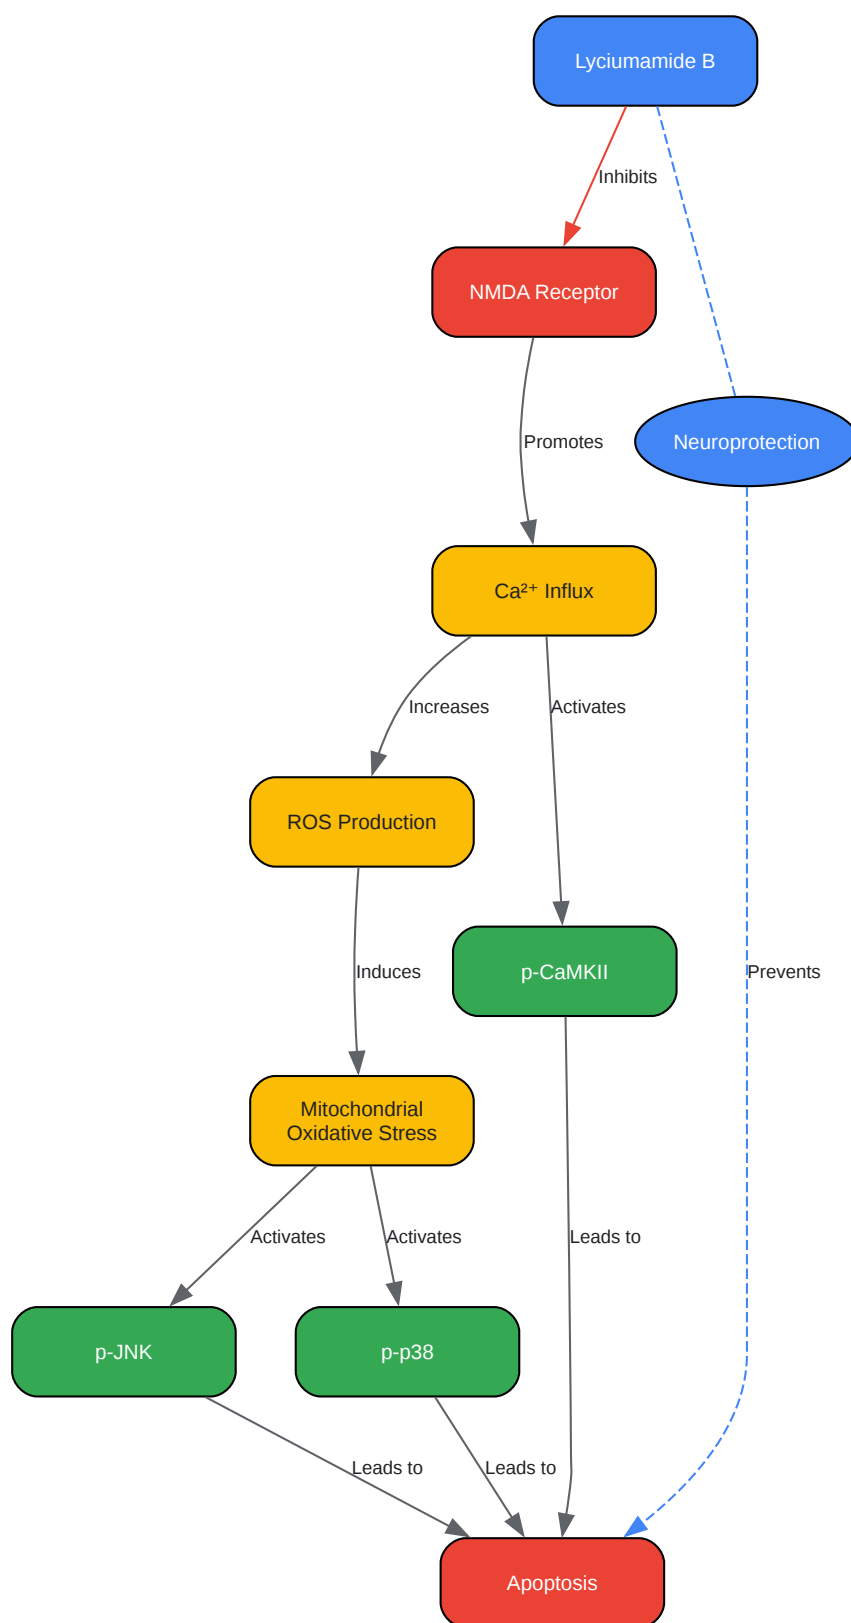 Lyciumamide B
Inhibits
NMDA Receptor
Promotes
Neuroprotection
Ca²⁺ Influx
Increases
Activates
ROS Production
p-CaMKII
Induces
Prevents
Mitochondrial
Oxidative Stress
Activates
Activates
Leads to
p-JNK
p-p38
Leads to
Leads to
Apoptosis